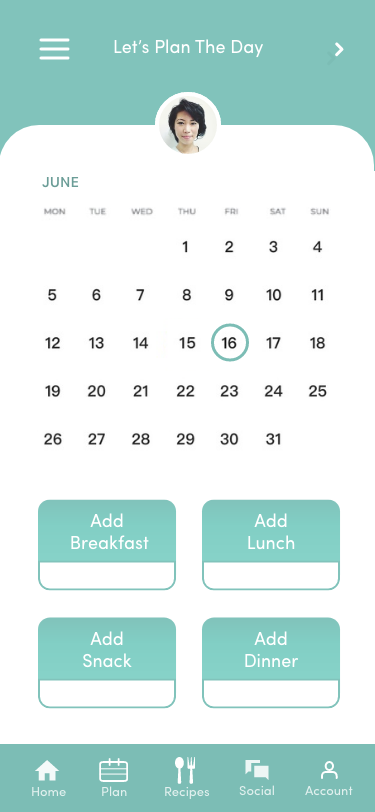 Let's Plan The Day
JUNE
MON TUE WED THU FRI SAT SUN
1 2 3 4
5 6 7 8 9 10 11
12 13 14 15 16 17 18
19 20 21 22 23 24 25
26 27 28 29 30 31
Add
Breakfast
Add
Lunch
Add
Snack
Add
Dinner
Home Plan Recipes Social Account